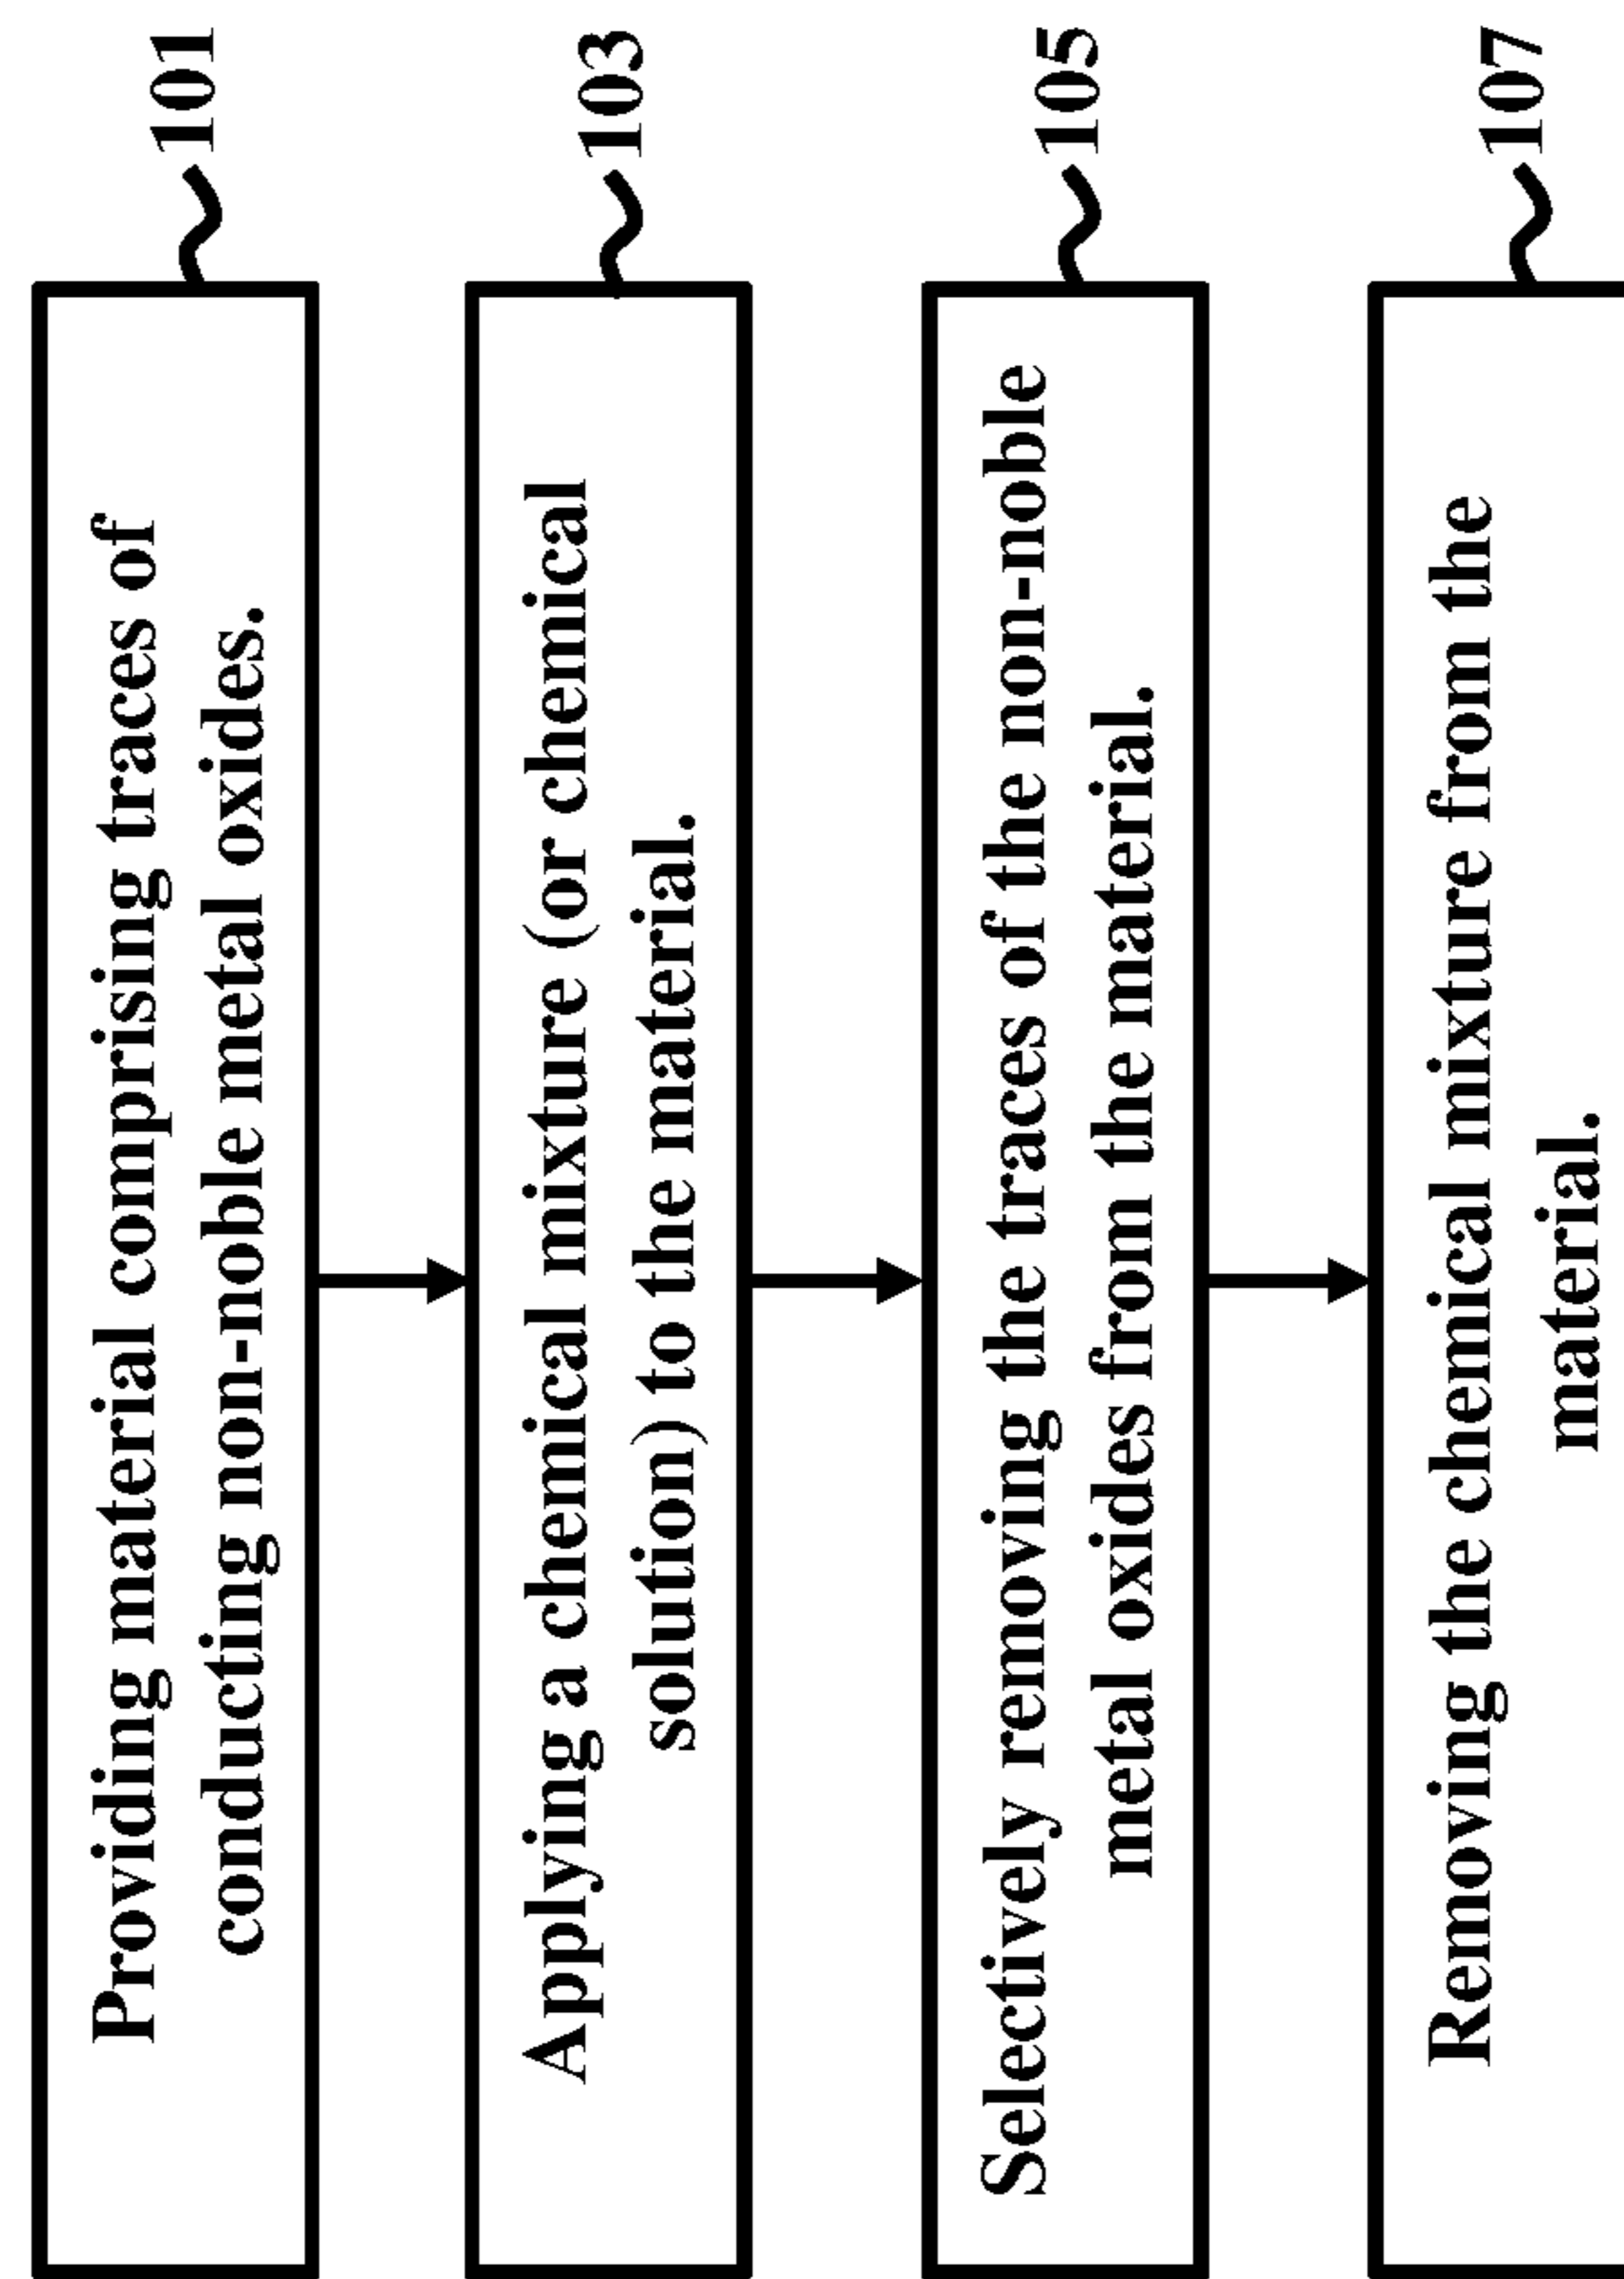 Providing material comprising traces of
conducting non-noble metal oxides.
101
Applying a chemical mixture (or chemical
solution) to the material.
103
Selectively removing the traces of the non-noble
metal oxides from the material.
105
Removing the chemical mixture from the
material.
107